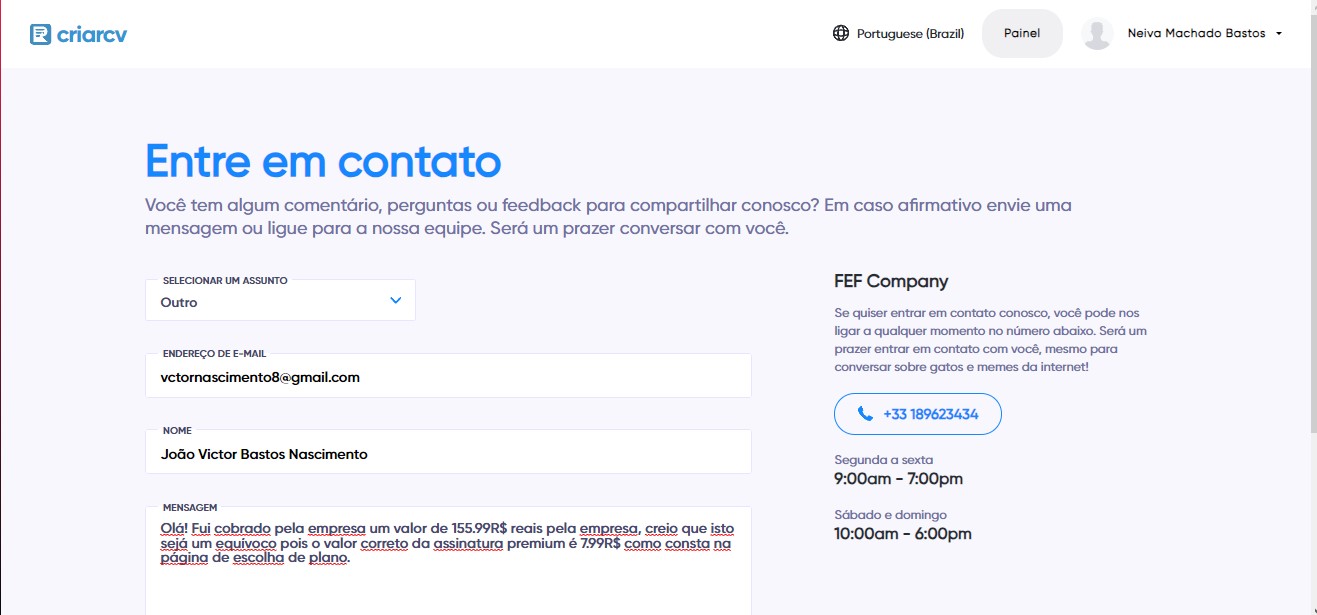 criarcv
Portuguese (Brazil)
Painel
Neiva Machado Bastos
Entre em contato
Você tem algum comentário, perguntas ou feedback para compartilhar conosco? Em caso afirmativo envie uma
mensagem ou ligue para a nossa equipe. Será um prazer conversar com você.
SELECIONAR UM ASSUNTO
Outro
ENDEREÇO DE E-MAIL
vctornascimento8@gmail.com
NOME
João Victor Bastos Nascimento
MENSAGEM
Olá! Fui cobrado pela empresa um valor de 155.99R$ reais pela empresa, creio que isto
sejá um equívoco pois o valor correto da assinatura premium é 7.99R$ como consta na
página de escolha de plano.
FEF Company
Se quiser entrar em contato conosco, você pode nos
ligar a qualquer momento no número abaixo. Será um
prazer entrar em contato com você, mesmo para
conversar sobre gatos e memes da internet!
+33 189623434
Segunda a sexta
9:00am - 7:00pm
Sábado e domingo
10:00am - 6:00pm